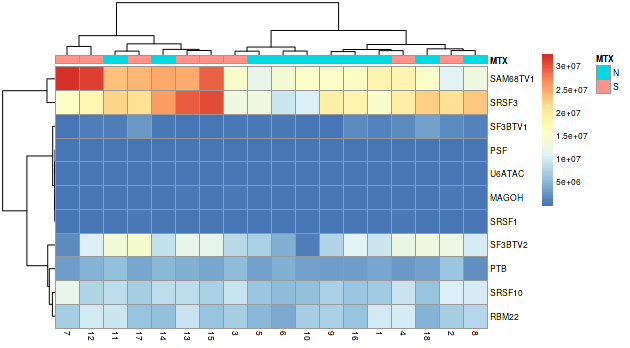 MTX
SAM68TV1
SRSF3
SF3BTV1
PSF
U6ATAC
MAGOH
SRSF1
SF3BTV2
PTB
SRSF10
RBM22
7 12 11 17 14 13 15 3 5 6 10 9 16 1 4 18 2 8
3e+07
2.5e+07
2e+07
1.5e+07
1e+07
5e+06
MTX
N
S